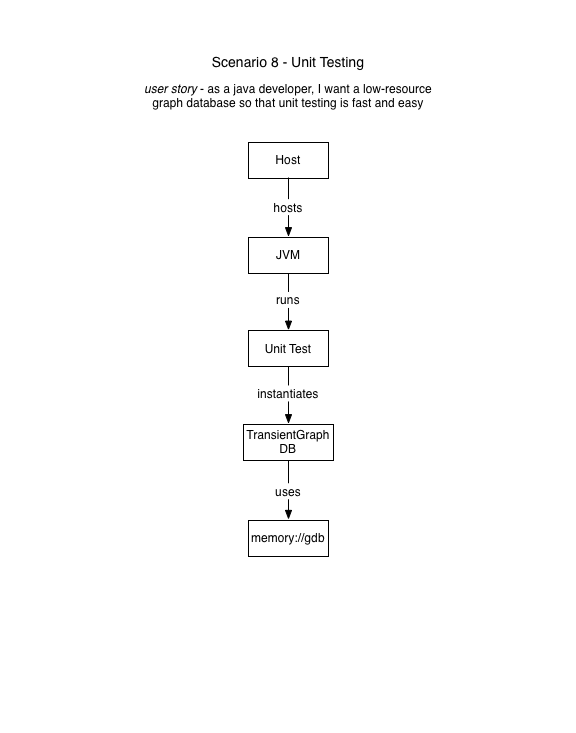 Scenario 8 - Unit Testing
user story - as a java developer, I want a low-resource
graph database so that unit testing is fast and easy
Host
hosts
JVM
runs
Unit Test
instantiates
TransientGraph
DB
uses
memory://gdb